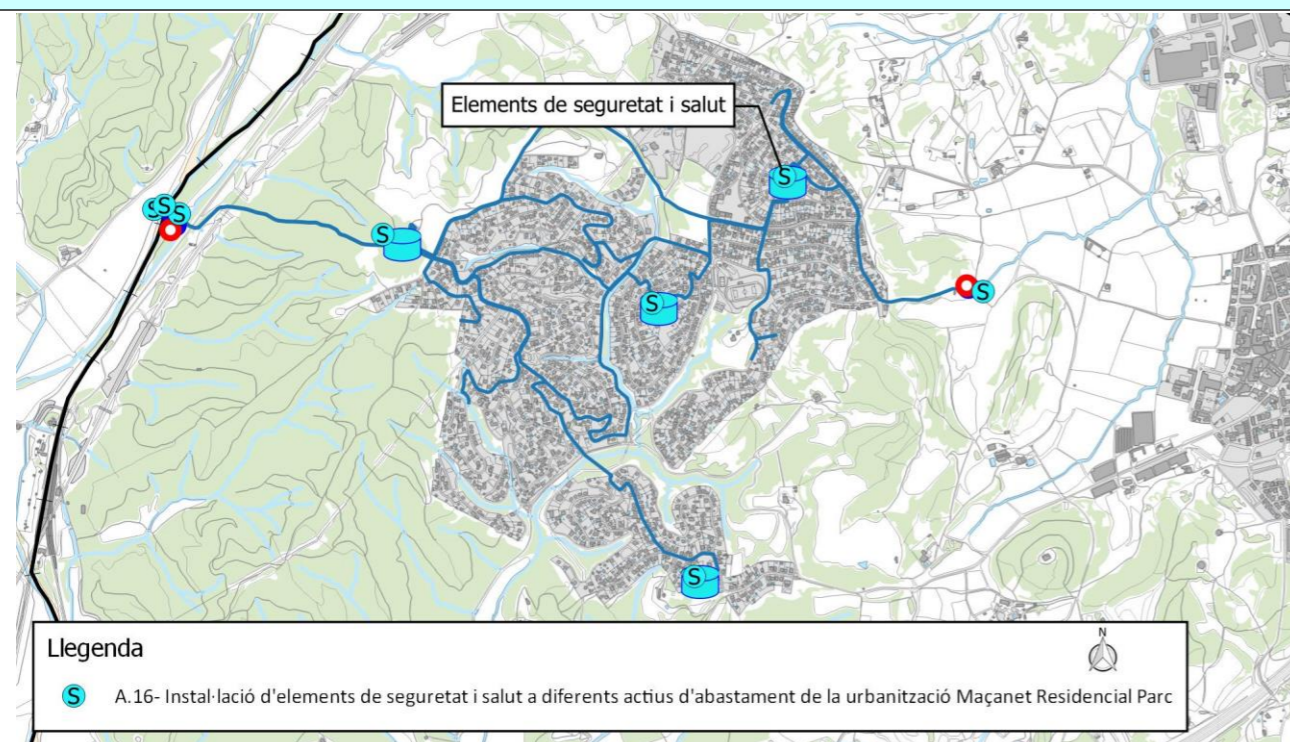 Elements de seguretat i salut
S
S
S
S
S
S
S
S
Llegenda
N
S A.16- Instal·lació d'elements de seguretat i salut a diferents actius d'abastament de la urbanització Maçanet Residencial Parc